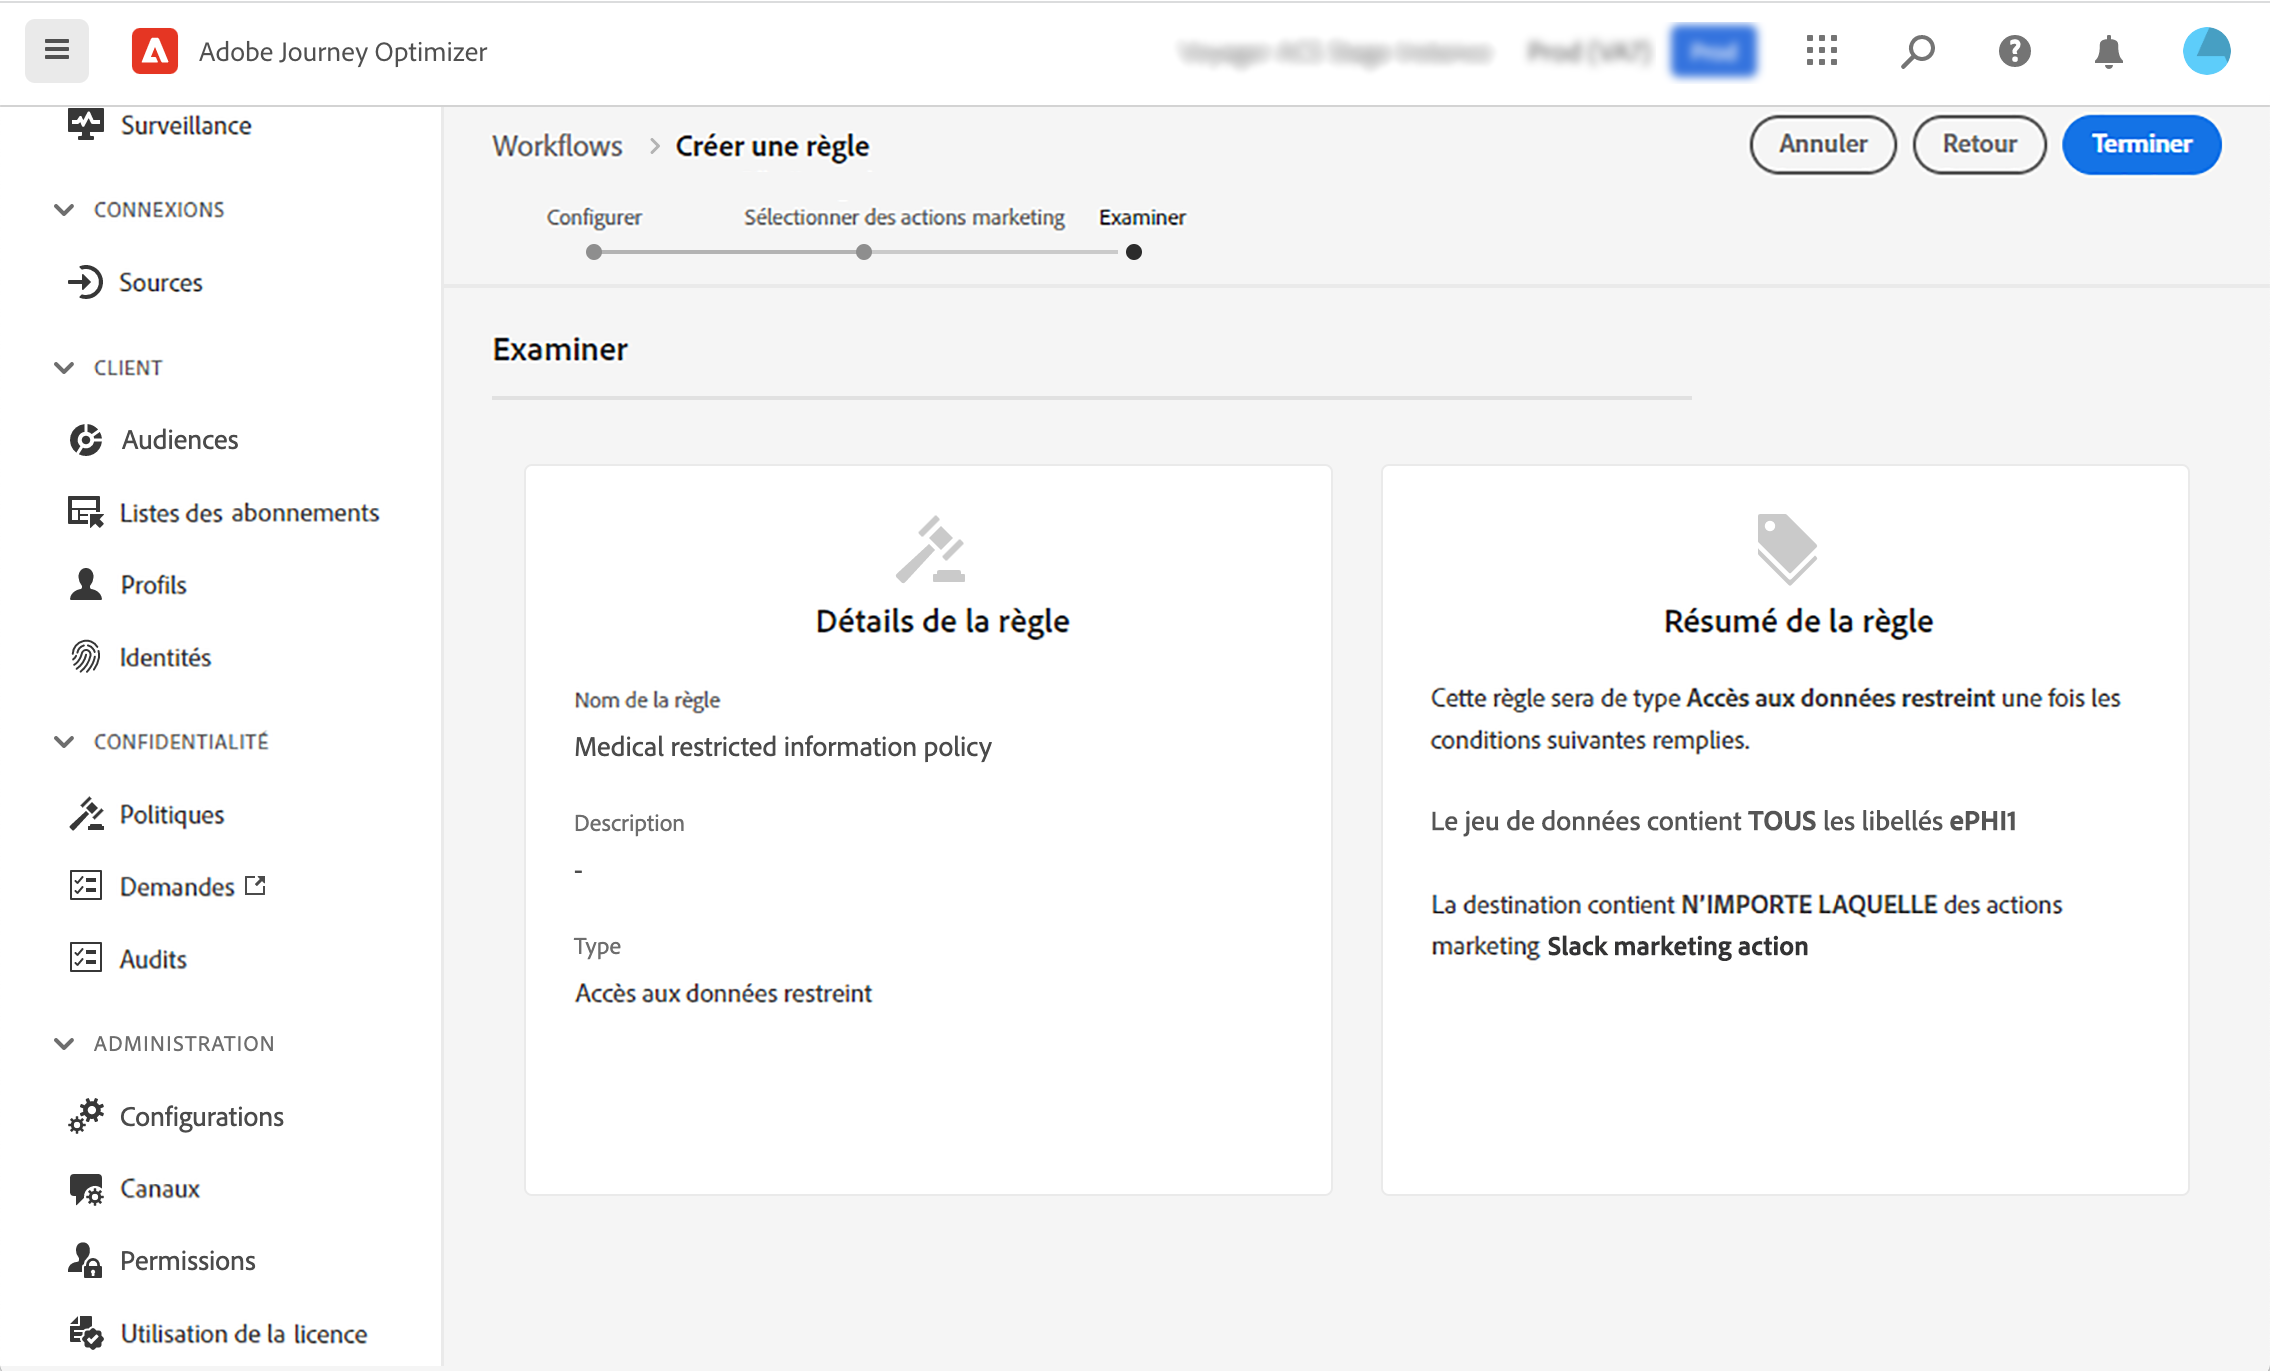 Adobe Journey Optimizer
Surveillance
CONNEXIONS
Sources
CLIENT
Audiences
Listes des abonnements
Profils
Identités
CONFIDENTIALITÉ
Politiques
Demandes
Audits
ADMINISTRATION
Configurations
Canaux
Permissions
Utilisation de la licence
Workflows > Créer une règle
Annuler
Retour
Terminer
Configurer
Sélectionner des actions marketing
Examiner
Examiner
Détails de la règle
Nom de la règle
Medical restricted information policy
Description
-
Type
Accès aux données restreint
Résumé de la règle
Cette règle sera de type Accès aux données restreint une fois les
conditions suivantes remplies.
Le jeu de données contient TOUS les libellés ePHI1
La destination contient N'IMPORTE LAQUELLE des actions
marketing Slack marketing action